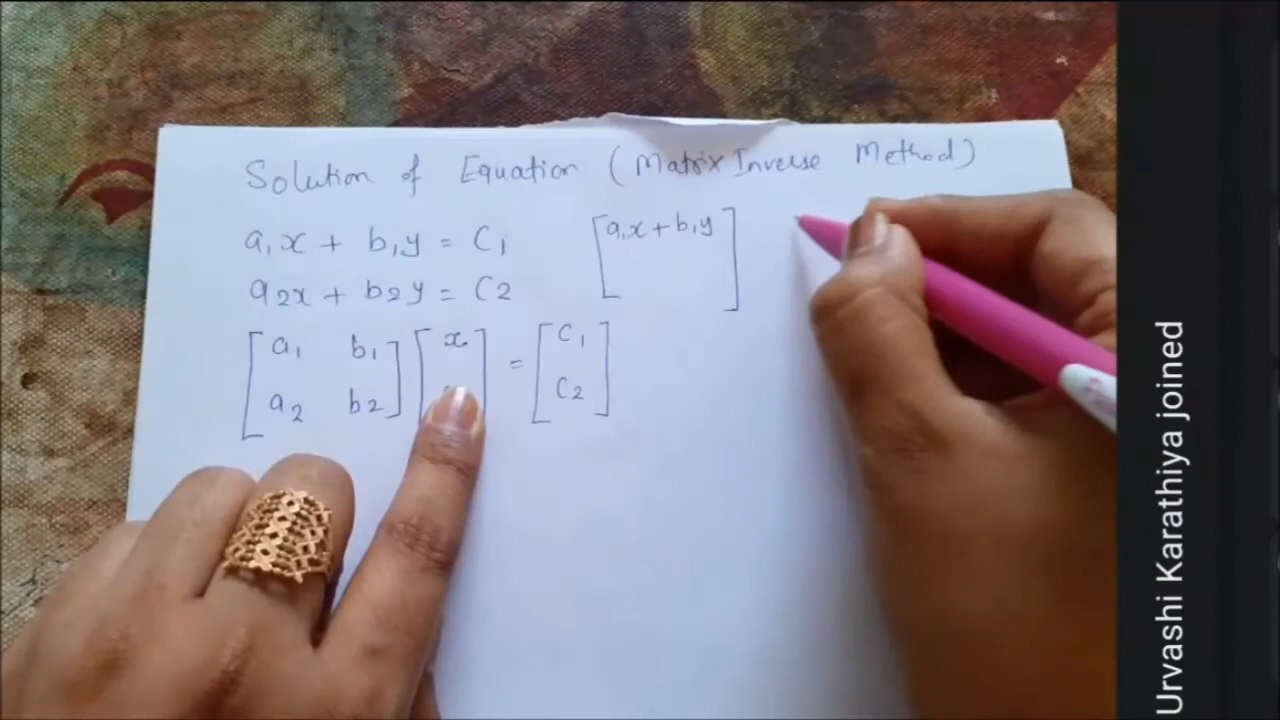 Solution of Equation (Matrix Inverse Method)
a₁x + b₁y = C₁
a₂x + b₂y = C₂
[a₁x + b₁y]
[a₁ b₁] [x] = [C₁]
[a₂ b₂] = [C₂]
Urvashi Karathiya joined